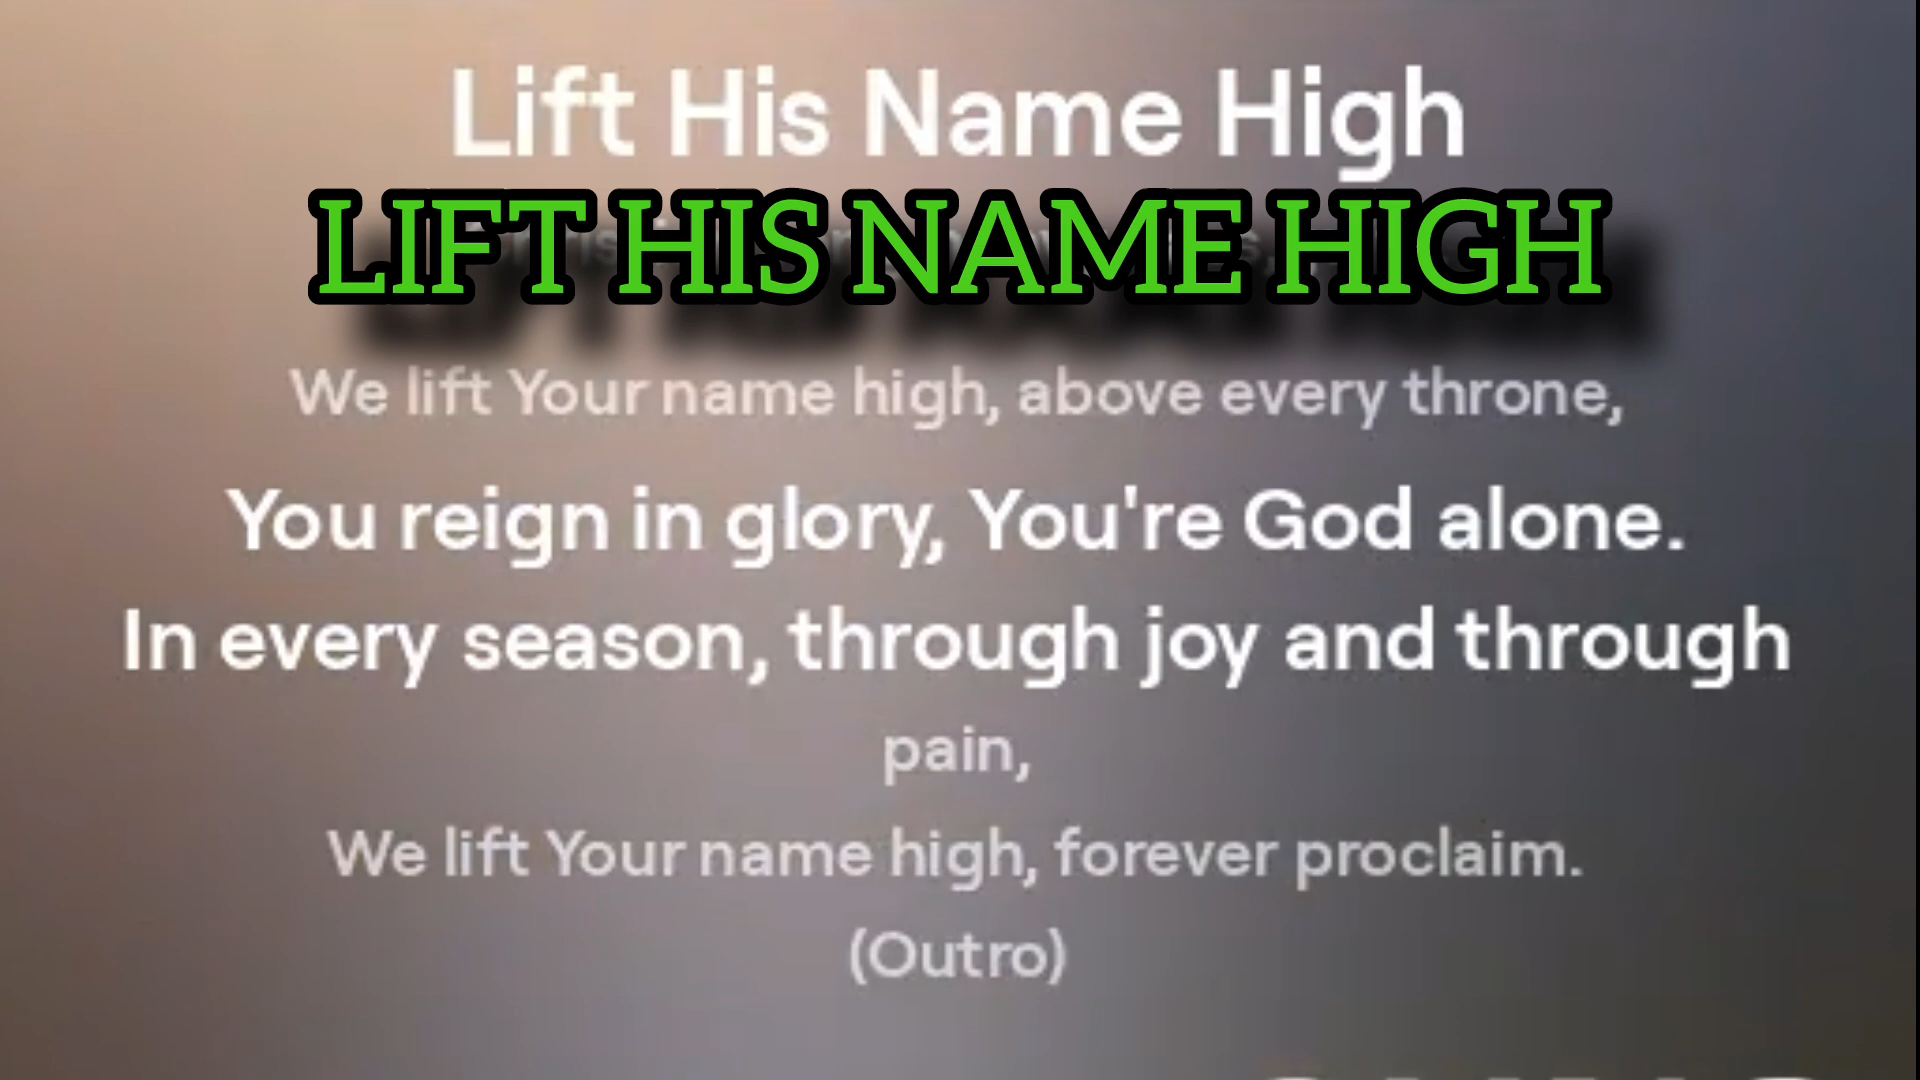 Lift His Name High
LIFT HIS NAME HIGH
We lift Your name high, above every throne,
You reign in glory, You're God alone.
In every season, through joy and through
pain,
We lift Your name high, forever proclaim.
(Outro)